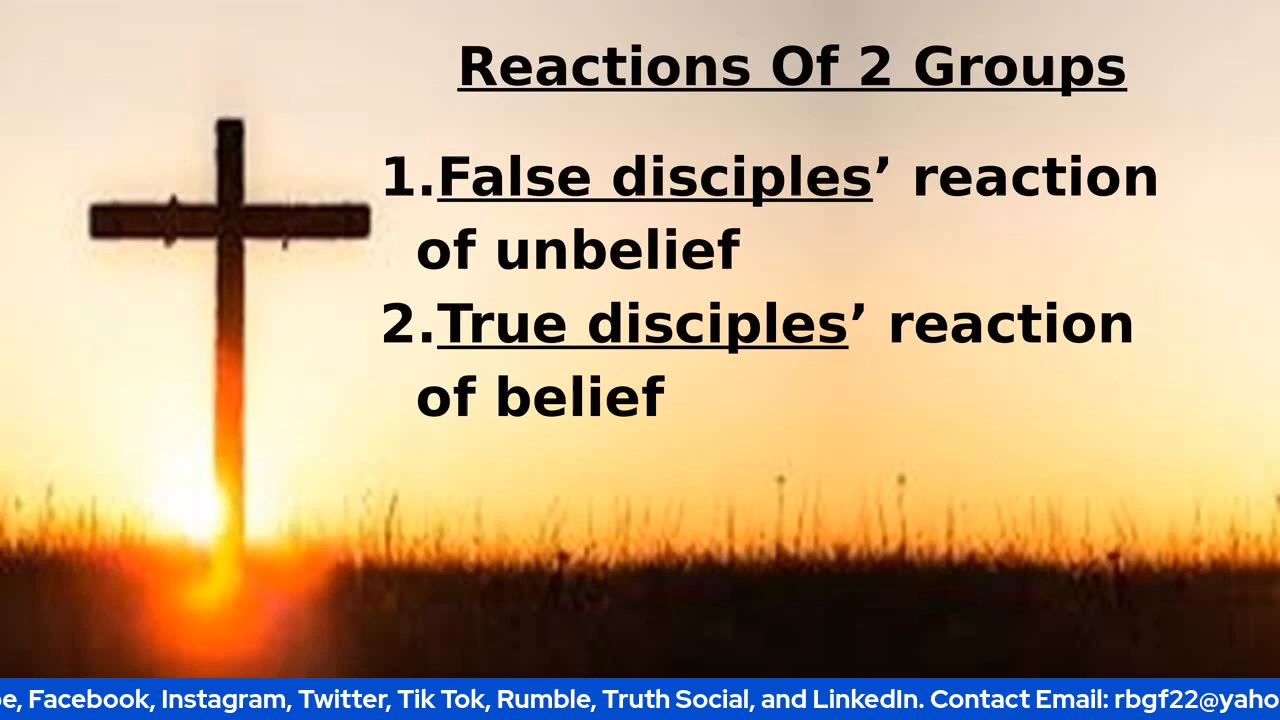 Reactions Of 2 Groups
1.False disciples’ reaction
of unbelief
2.True disciples’ reaction
of belief
Facebook, Instagram, Twitter, Tik Tok, Rumble, Truth Social, and LinkedIn. Contact Email: